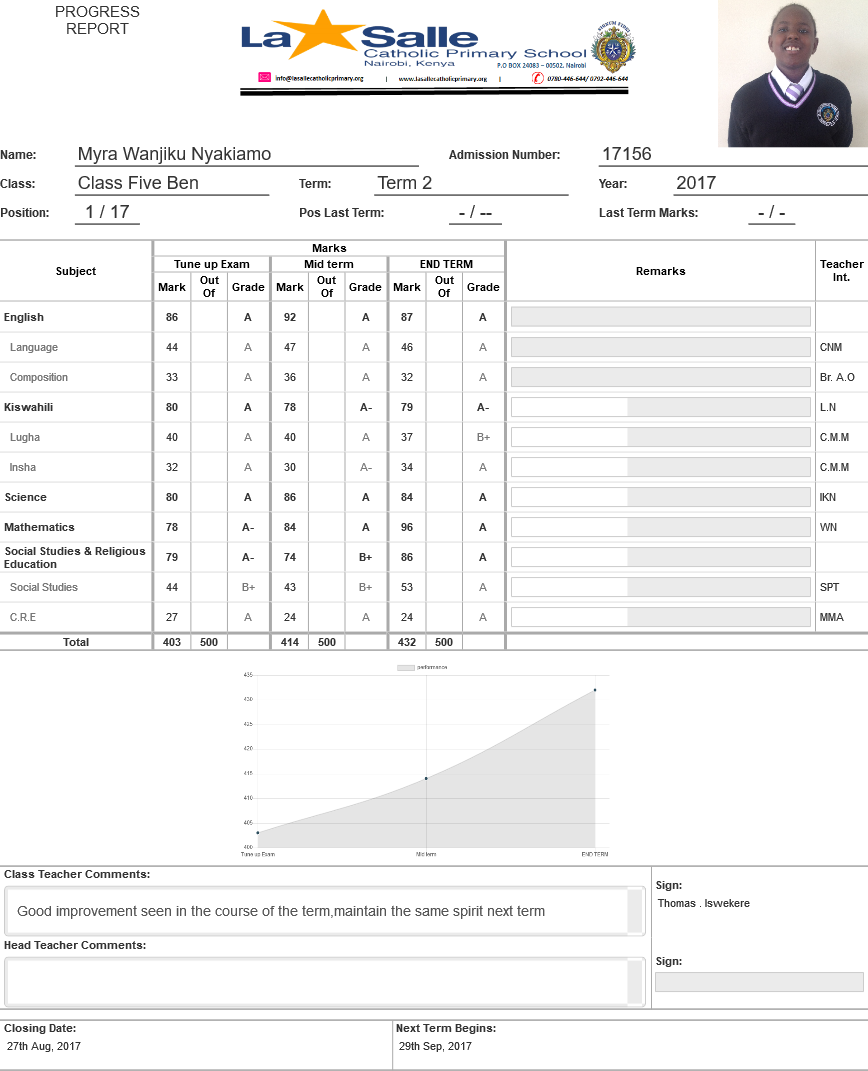 PROGRESS
REPORT
La Salle
Catholic Primary School
Nairobi, Kenya
P.O BOX 24083 – 00502, Nairobi
info@lasallecatholicprimary.org | www.lasallecatholicprimary.org | 0780-446-644/ 0792-446-644
Name: Myra Wanjiku Nyakiamo Admission Number: 17156
Class: Class Five Ben Term: Term 2 Year: 2017
Position: 1 / 17 Pos Last Term: - / -- Last Term Marks: - / -
Subject Marks Remarks Teacher Int.
Tune up Exam Mid term END TERM
Mark Out Of Grade Mark Out Of Grade Mark Out Of Grade
English 86 A 92 A 87 A
Language 44 A 47 A 46 A CNM
Composition 33 A 36 A 32 A Br. A.O
Kiswahili 80 A 78 A- 79 A- L.N
Lugha 40 A 40 A 37 B+ C.M.M
Insha 32 A 30 A- 34 A C.M.M
Science 80 A 86 A 84 A IKN
Mathematics 78 A- 84 A 96 A WN
Social Studies & Religious Education 79 A- 74 B+ 86 A
Social Studies 44 B+ 43 B+ 53 A SPT
C.R.E 27 A 24 A 24 A MMA
Total 403 500 414 500 432 500
performance
435
430
425
420
415
410
405
400
Tune up Exam Mid term END TERN
Class Teacher Comments:
Good improvement seen in the course of the term,maintain the same spirit next term
Sign:
Thomas . Iswekere
Head Teacher Comments:
Sign:
Closing Date: Next Term Begins:
27th Aug, 2017 29th Sep, 2017